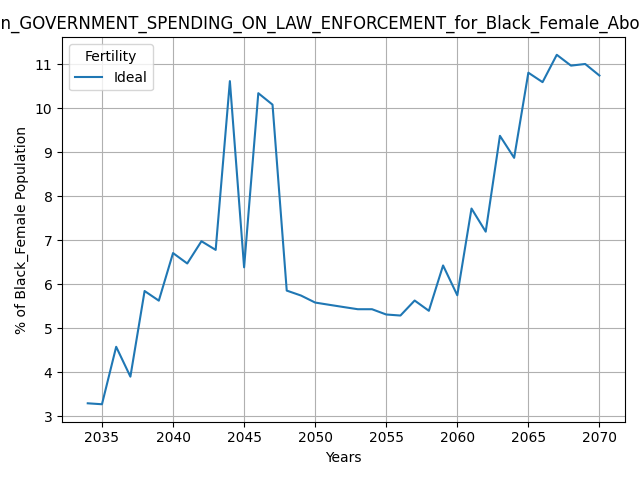 n_GOVERNMENT_SPENDING_ON_LAW_ENFORCEMENT_for_Black_Female_Abo
Fertility
Ideal
% of Black_Female Population
11
10
9
8
7
6
5
4
3
2035 2040 2045 2050 2055 2060 2065 2070
Years